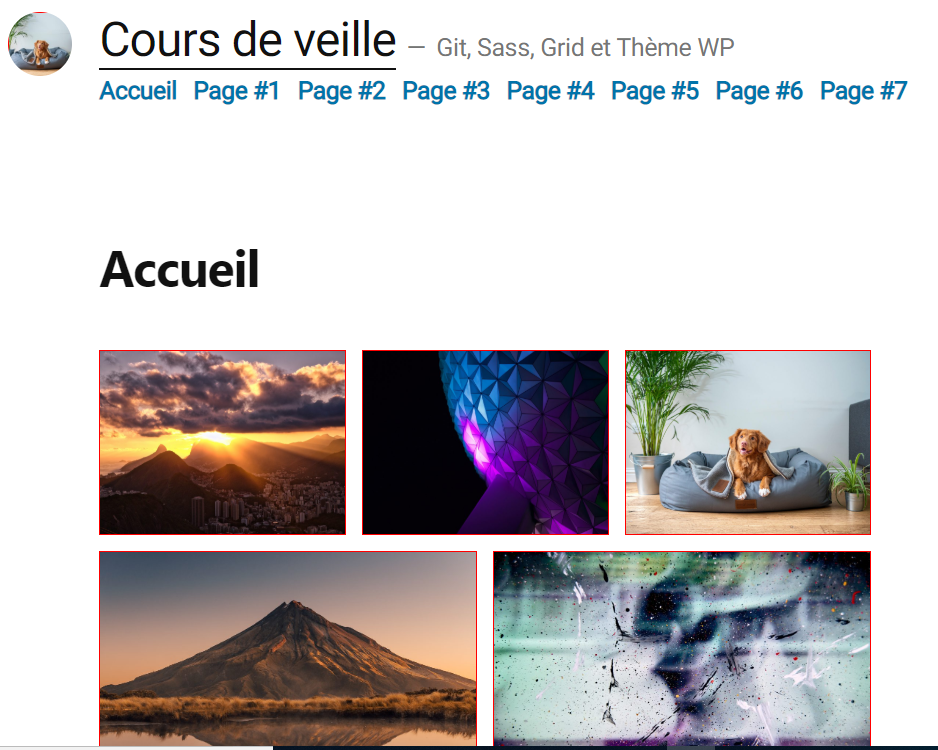 Cours de veille — Git, Sass, Grid et Thème WP
Accueil Page #1 Page #2 Page #3 Page #4 Page #5 Page #6 Page #7
Accueil